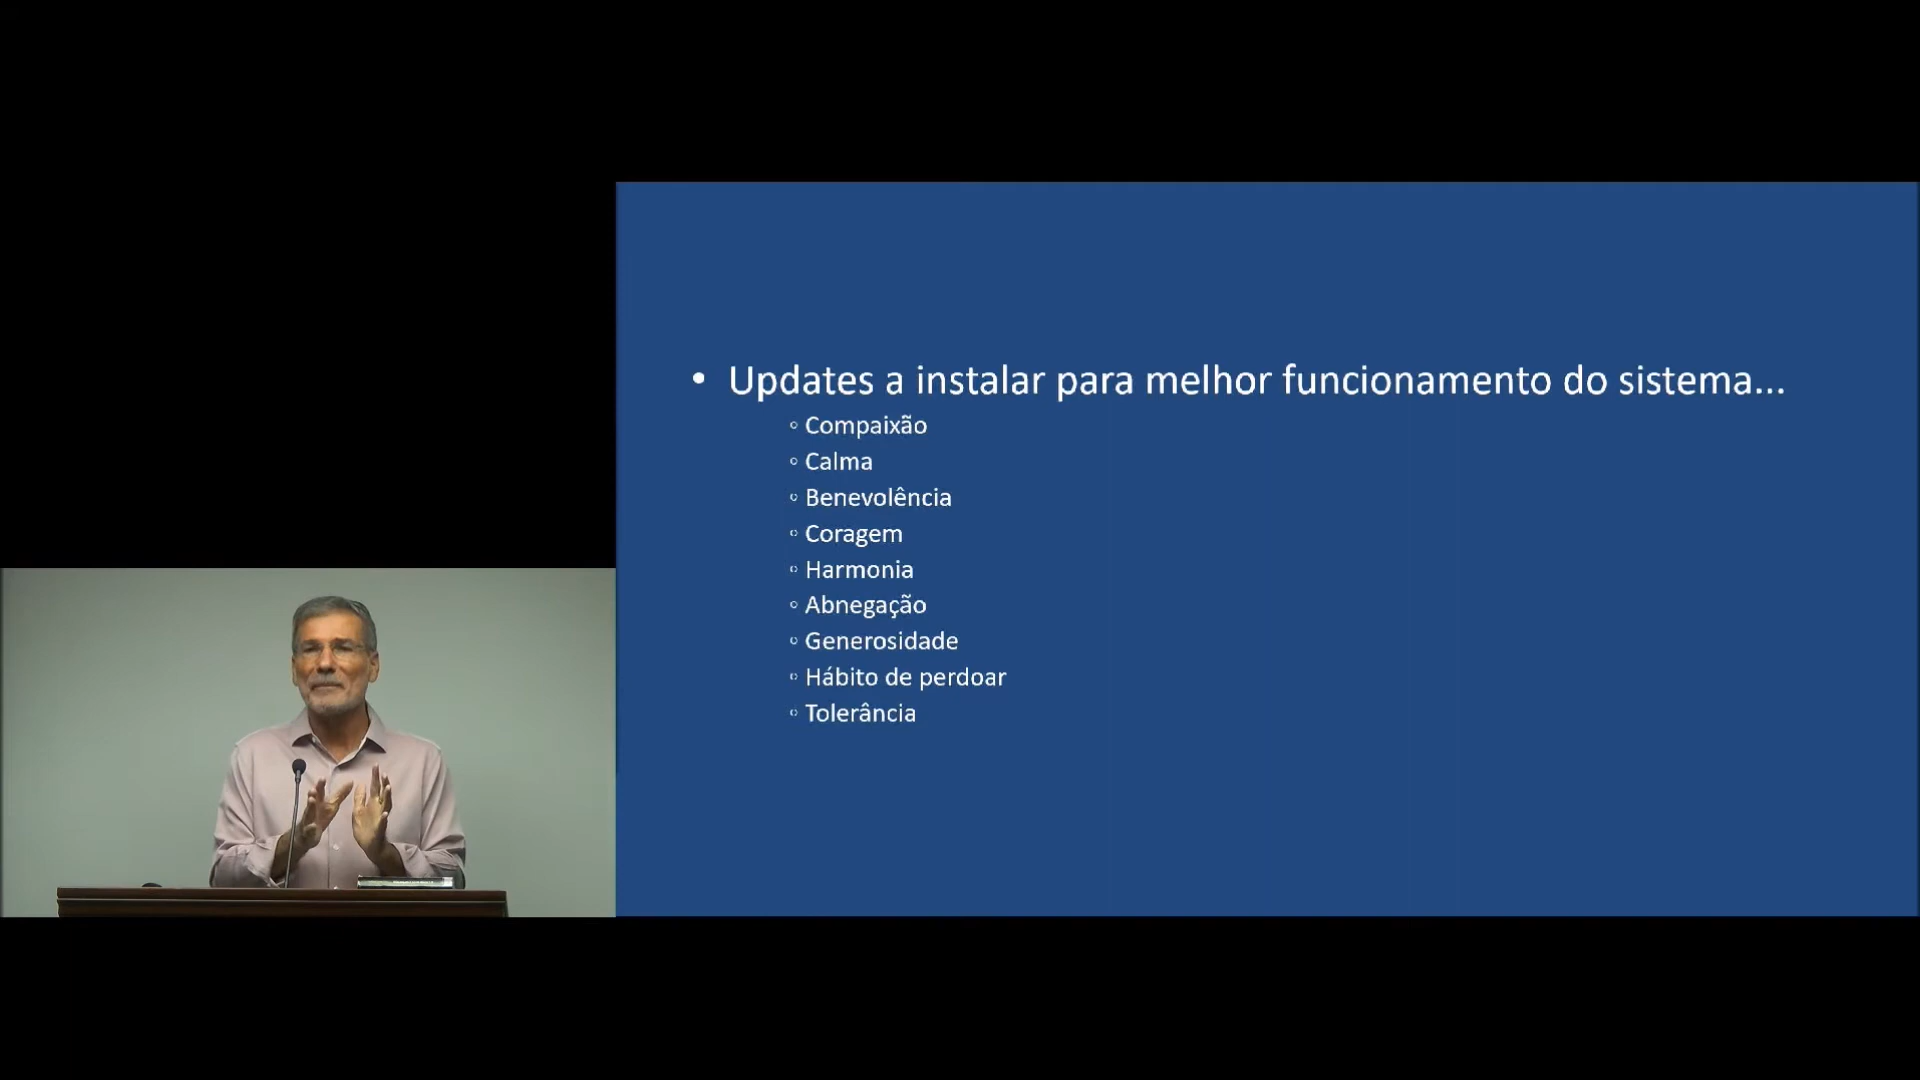 Updates a instalar para melhor funcionamento do sistema...
Compaixão
Calma
Benevolência
Coragem
Harmonia
Abnegação
Generosidade
Hábito de perdoar
Tolerância